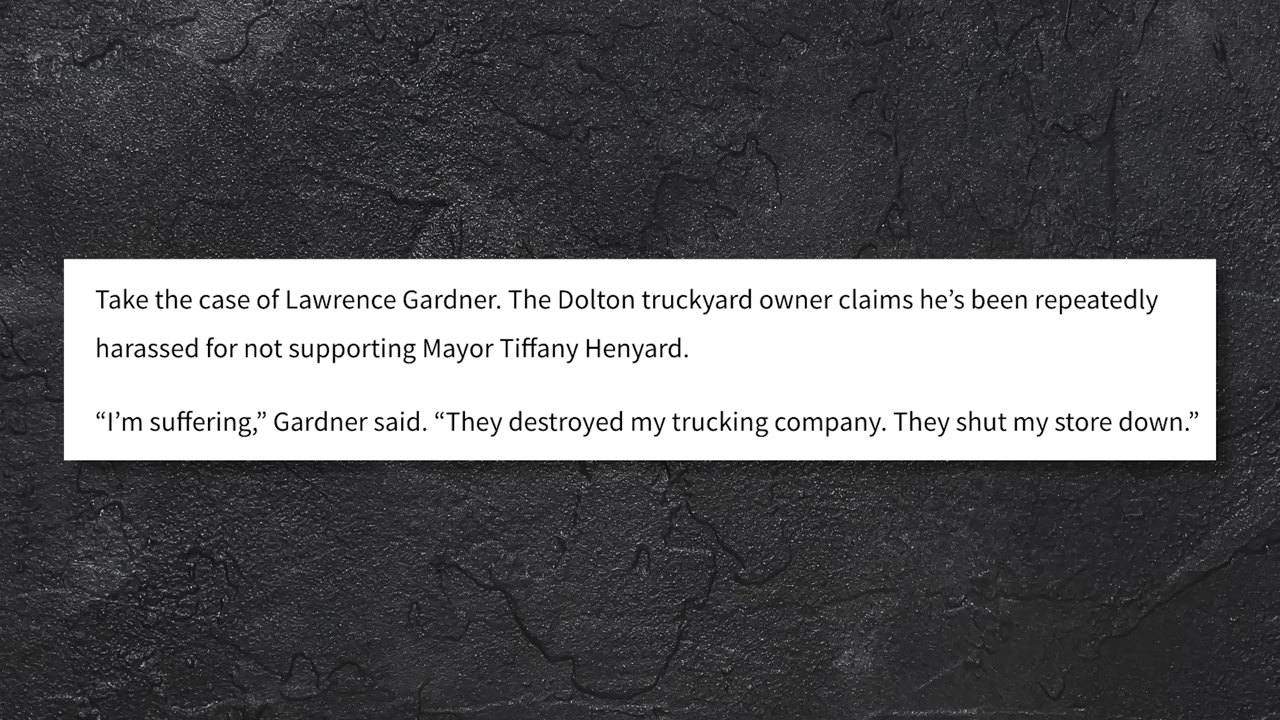 Take the case of Lawrence Gardner. The Dolton truckyard owner claims he’s been repeatedly
harassed for not supporting Mayor Tiffany Henyard.
“I’m suffering,” Gardner said. “They destroyed my trucking company. They shut my store down.”